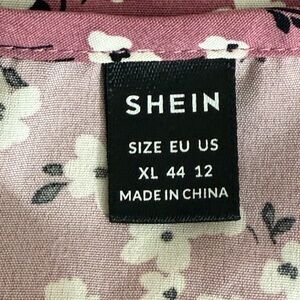 SHEIN
SIZE EU US
XL 44 12
MADE IN CHINA